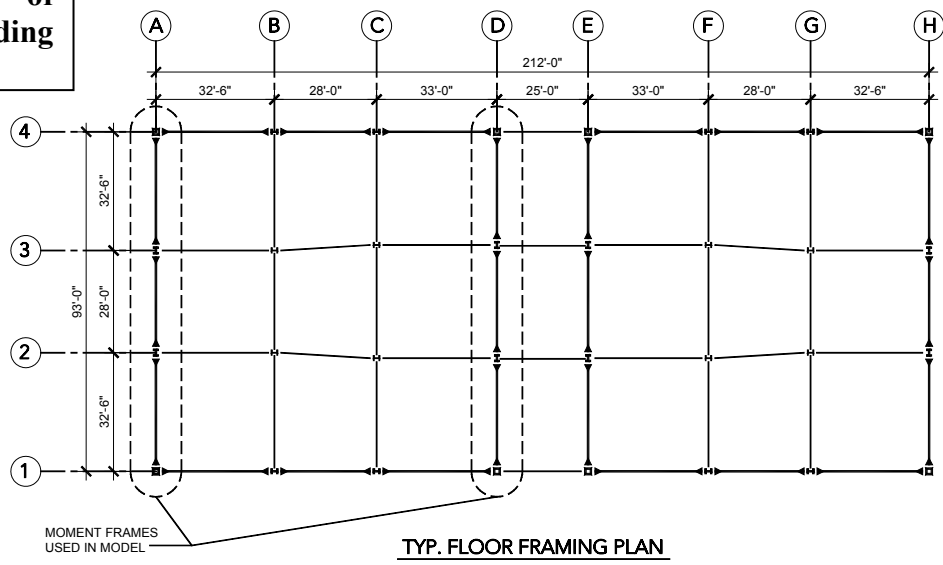 ding
A B C D E F G H
212'-0"
32'-6" 28'-0" 33'-0" 25'-0" 33'-0" 28'-0" 32'-6"
4
32'-6"
3
93'-0"
28'-0"
2
32'-6"
1
MOMENT FRAMES
USED IN MODEL
TYP. FLOOR FRAMING PLAN